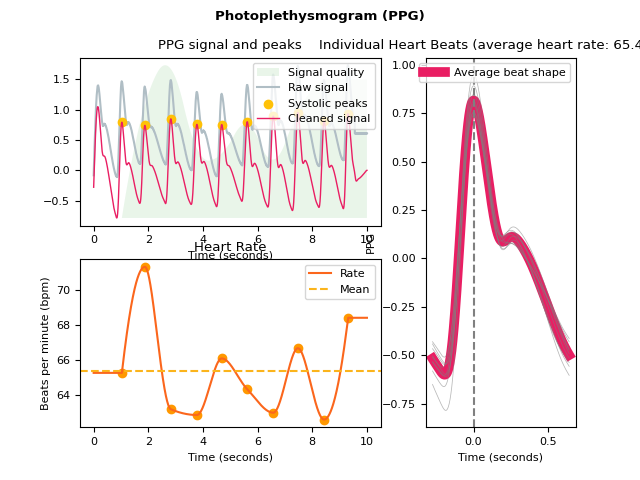 Photoplethysmogram (PPG)
PPG signal and peaks
Individual Heart Beats (average heart rate: 65.4
Signal quality
Raw signal
Systolic peaks
Cleaned signal
1.5
1.0
0.5
0.0
−0.5
0 2 4 6 8 10
Time (seconds)
Heart Rate
Beats per minute (bpm)
70
68
66
64
Rate
Mean
0 2 4 6 8 10
Time (seconds)
PPG
Average beat shape
1.00
0.75
0.50
0.25
0.00
−0.25
−0.50
−0.75
0.0 0.5
Time (seconds)